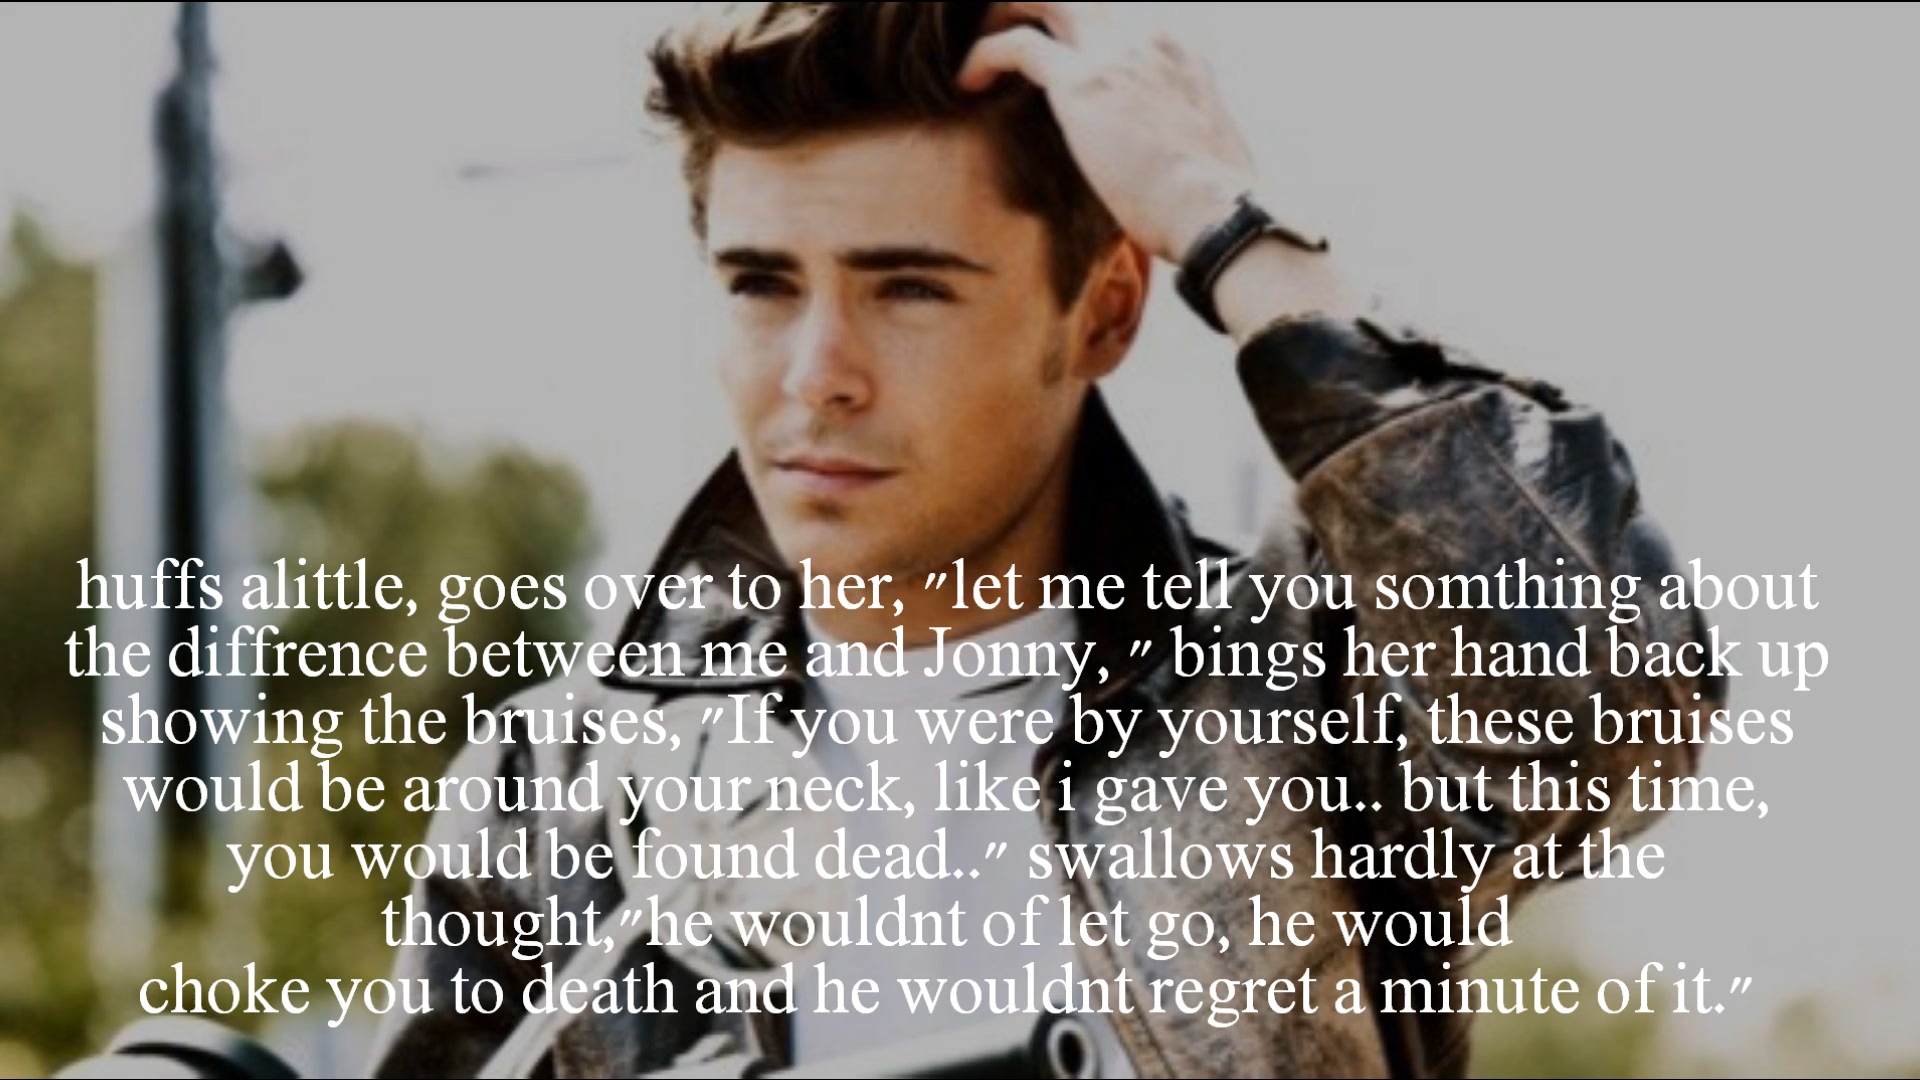 huffs alittle, goes over to her, "let me tell you somthing about
the diffrence between me and Jonny, " bings her hand back up
showing the bruises, "If you were by yourself, these bruises
would be around your neck, like i gave you.. but this time,
you would be found dead.." swallows hardly at the
thought,"he wouldnt of let go, he would
choke you to death and he wouldnt regret a minute of it."